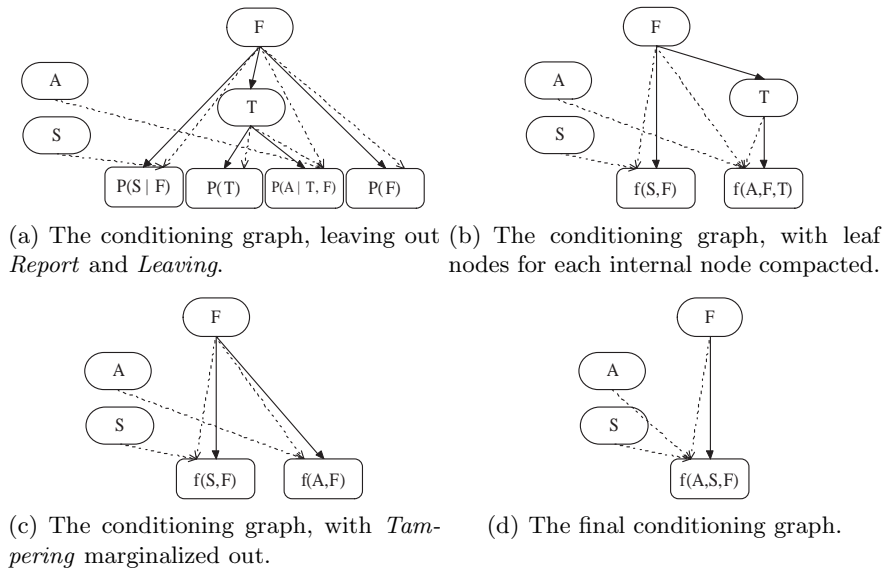 F
A
T
S
P(S | F)
P(T)
P(A | T, F)
P(F)
(a) The conditioning graph, leaving out
Report and Leaving.
F
A
T
S
f(S,F)
f(A,F,T)
(b) The conditioning graph, with leaf
nodes for each internal node compacted.
F
A
S
f(S,F)
f(A,F)
(c) The conditioning graph, with Tam-
pering marginalized out.
F
A
S
f(A,S,F)
(d) The final conditioning graph.